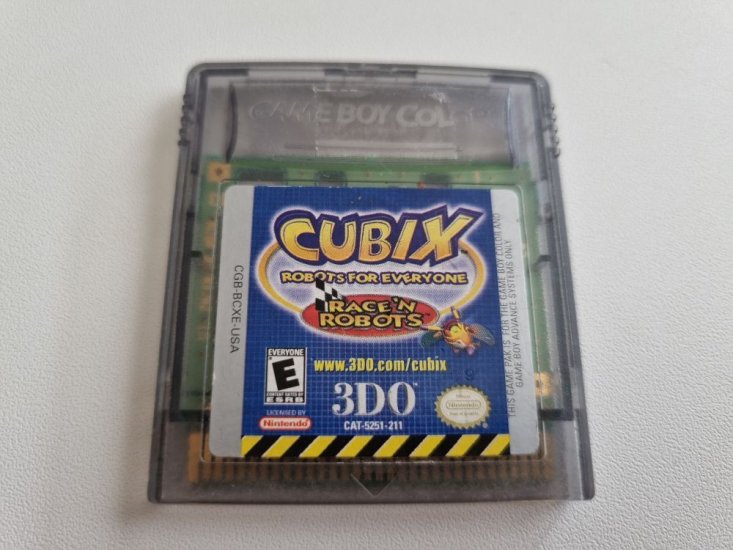 GAME BOY COLOR
CUBIX
ROBOTS FOR EVERYONE
RACE 'N
ROBOTS
www.3DO.com/cubix
EVERYONE
E
CONTENT RATED BY
ESRB
LICENSED BY
Nintendo
3DO
CAT-5251-211
Nintendo
CGB-BCXE-USA
THIS GAME PAK IS FOR THE GAME BOY COLOR AND
GAME BOY ADVANCE SYSTEMS ONLY